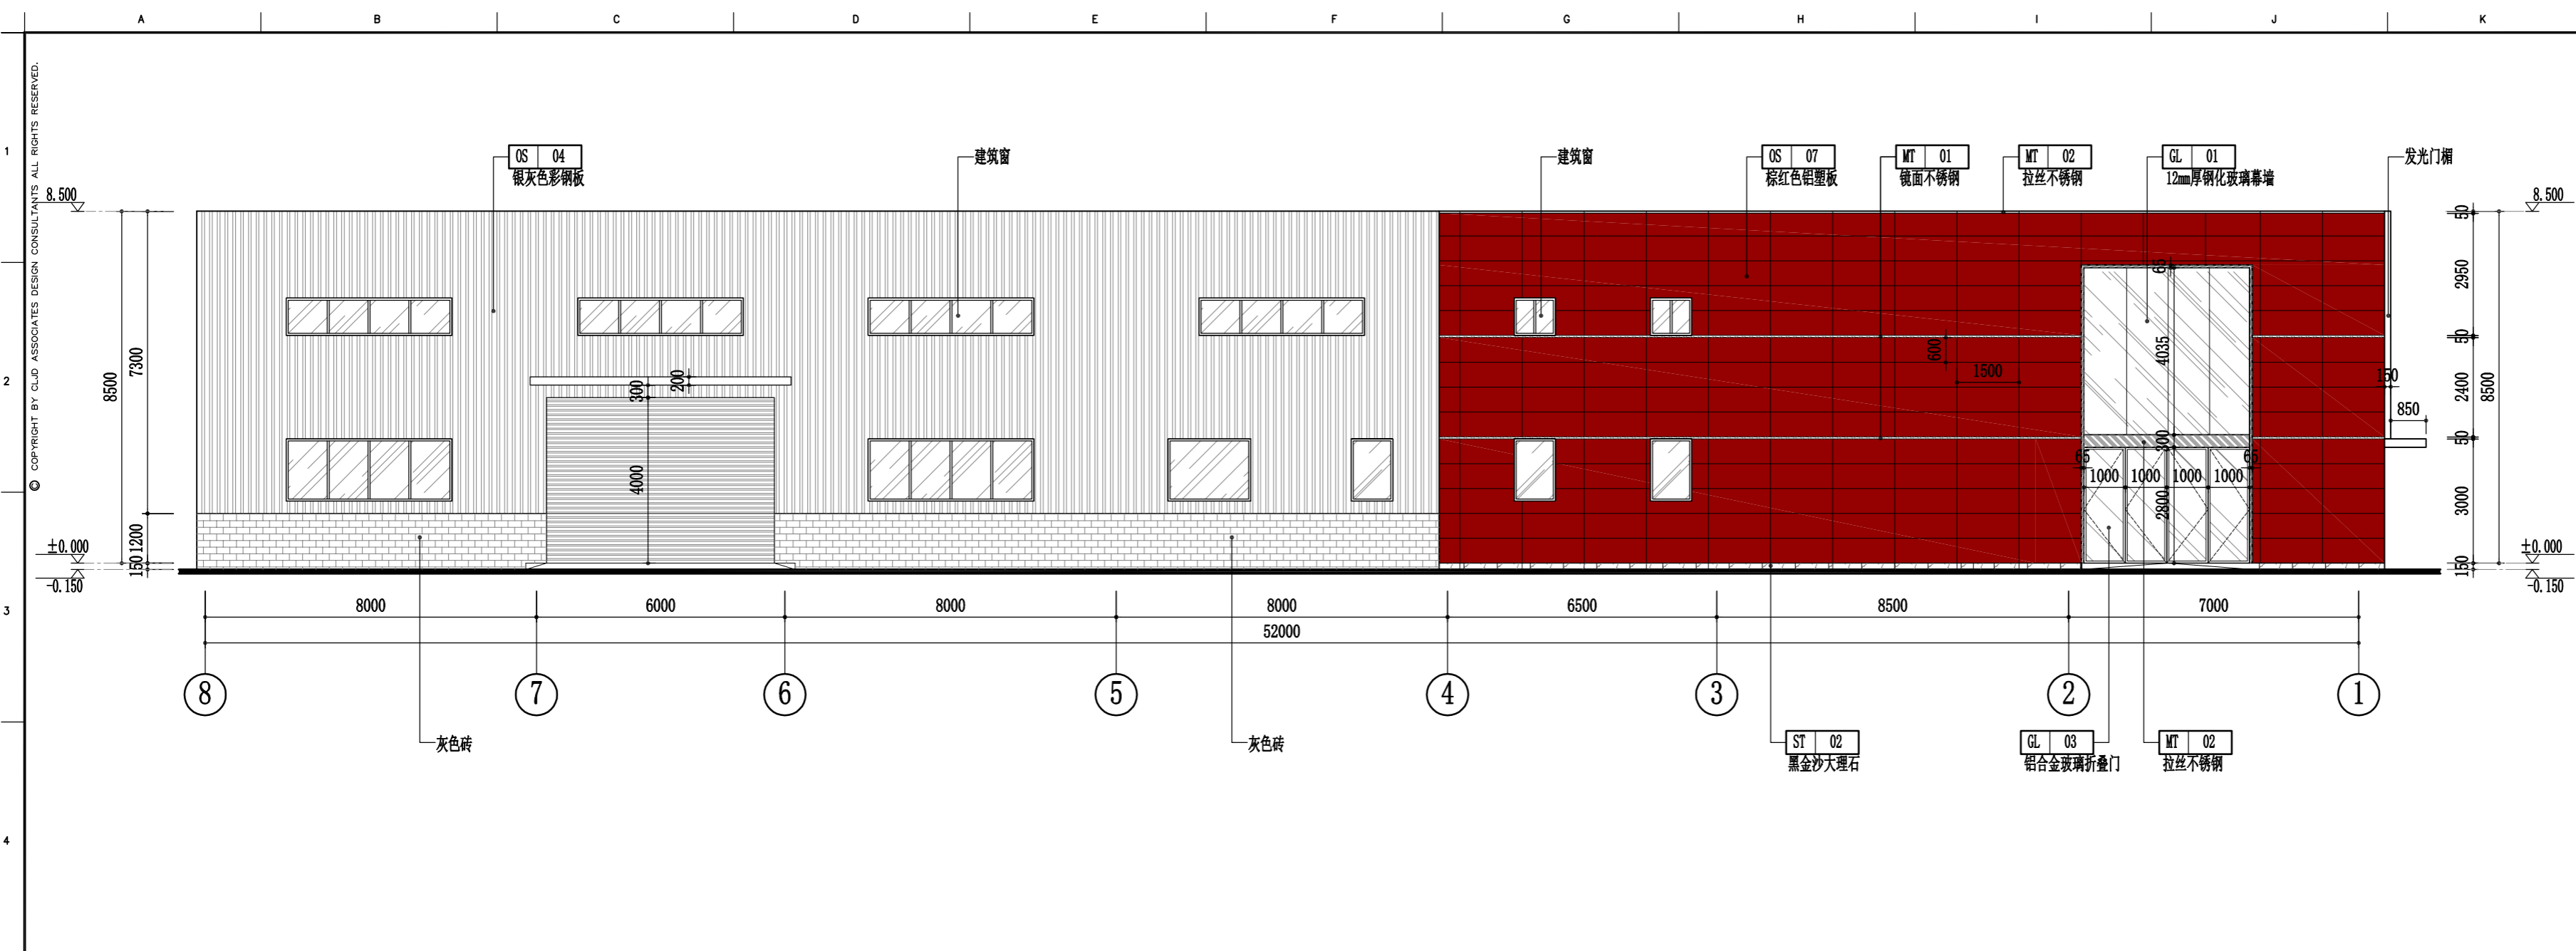 A B C D E F G H I J K
1
2
3
4
© COPYRIGHT BY CLJD ASSOCIATES DESIGN CONSULTANTS ALL RIGHTS RESERVED.
OS 04
银灰色彩钢板
建筑窗
建筑窗
OS 07
棕红色铝塑板
MT 01
镜面不锈钢
MT 02
拉丝不锈钢
GL 01
12mm厚钢化玻璃幕墙
发光门楣
8.500
8.500
8500
7300
1200
150
±0.000
-0.150
300
200
4000
600
1500
65
4035
300
65
65
1000 1000 1000 1000
2800
150
850
50
2950
50
2400
50
3000
150
8500
±0.000
-0.150
8000 6000 8000 8000 6500 8500 7000
52000
8 7 6 5 4 3 2 1
灰色砖
灰色砖
ST 02
黑金沙大理石
GL 03
铝合金玻璃折叠门
MT 02
拉丝不锈钢